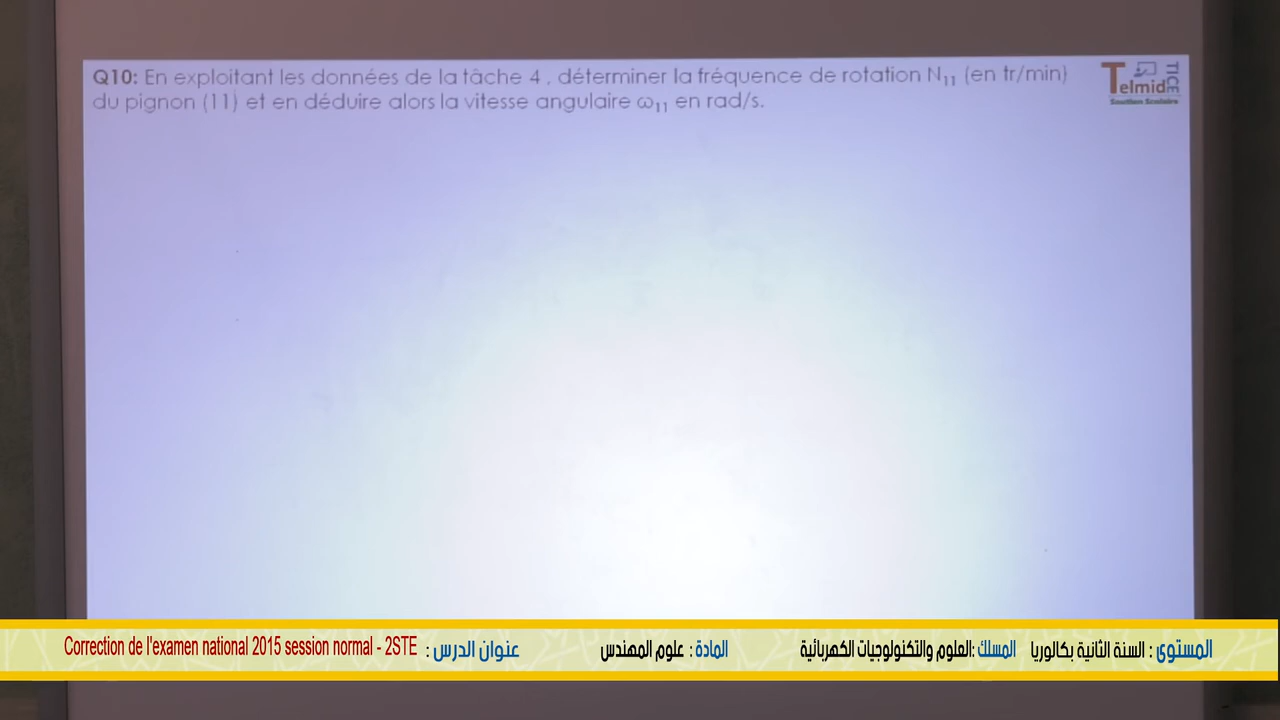 Q10: En exploitant les données de la tâche 4 , déterminer la fréquence de rotation N11 (en tr/min)
du pignon (11) et en déduire alors la vitesse angulaire ω11 en rad/s.
Telmid TICE
Soutien Scolaire
المستوى : السنة الثانية بكالوريا المسلك :العلوم والتكنولوجيات الكهربائية المادة : علوم المهندس عنوان الدرس : Correction de l'examen national 2015 session normal - 2STE